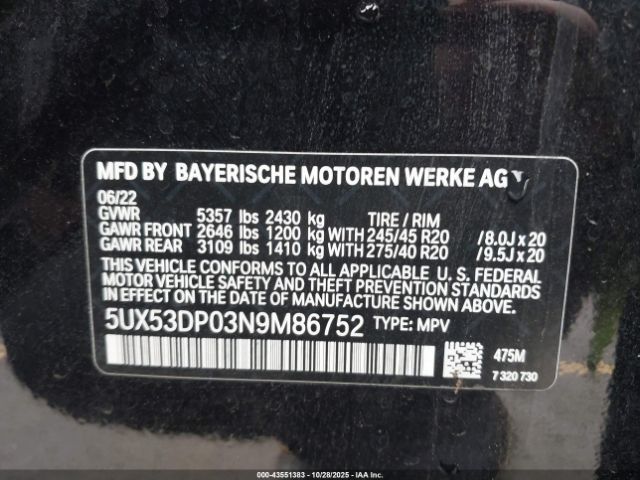 MFD BY BAYERISCHE MOTOREN WERKE AG
06/22
GVWR 5357 lbs 2430 kg TIRE / RIM
GAWR FRONT 2646 lbs 1200 kg WITH 245/45 R20 /8.0J x 20
GAWR REAR 3109 lbs 1410 kg WITH 275/40 R20 /9.5J x 20
THIS VEHICLE CONFORMS TO ALL APPLICABLE U. S. FEDERAL
MOTOR VEHICLE SAFETY AND THEFT PREVENTION STANDARDS
IN EFFECT ON THE DATE OF MANUFACTURE SHOWN ABOVE.
5UX53DP03N9M86752 TYPE: MPV
475M
7 320 730
000-43551383 | 10/28/2025 | IAAI.COM